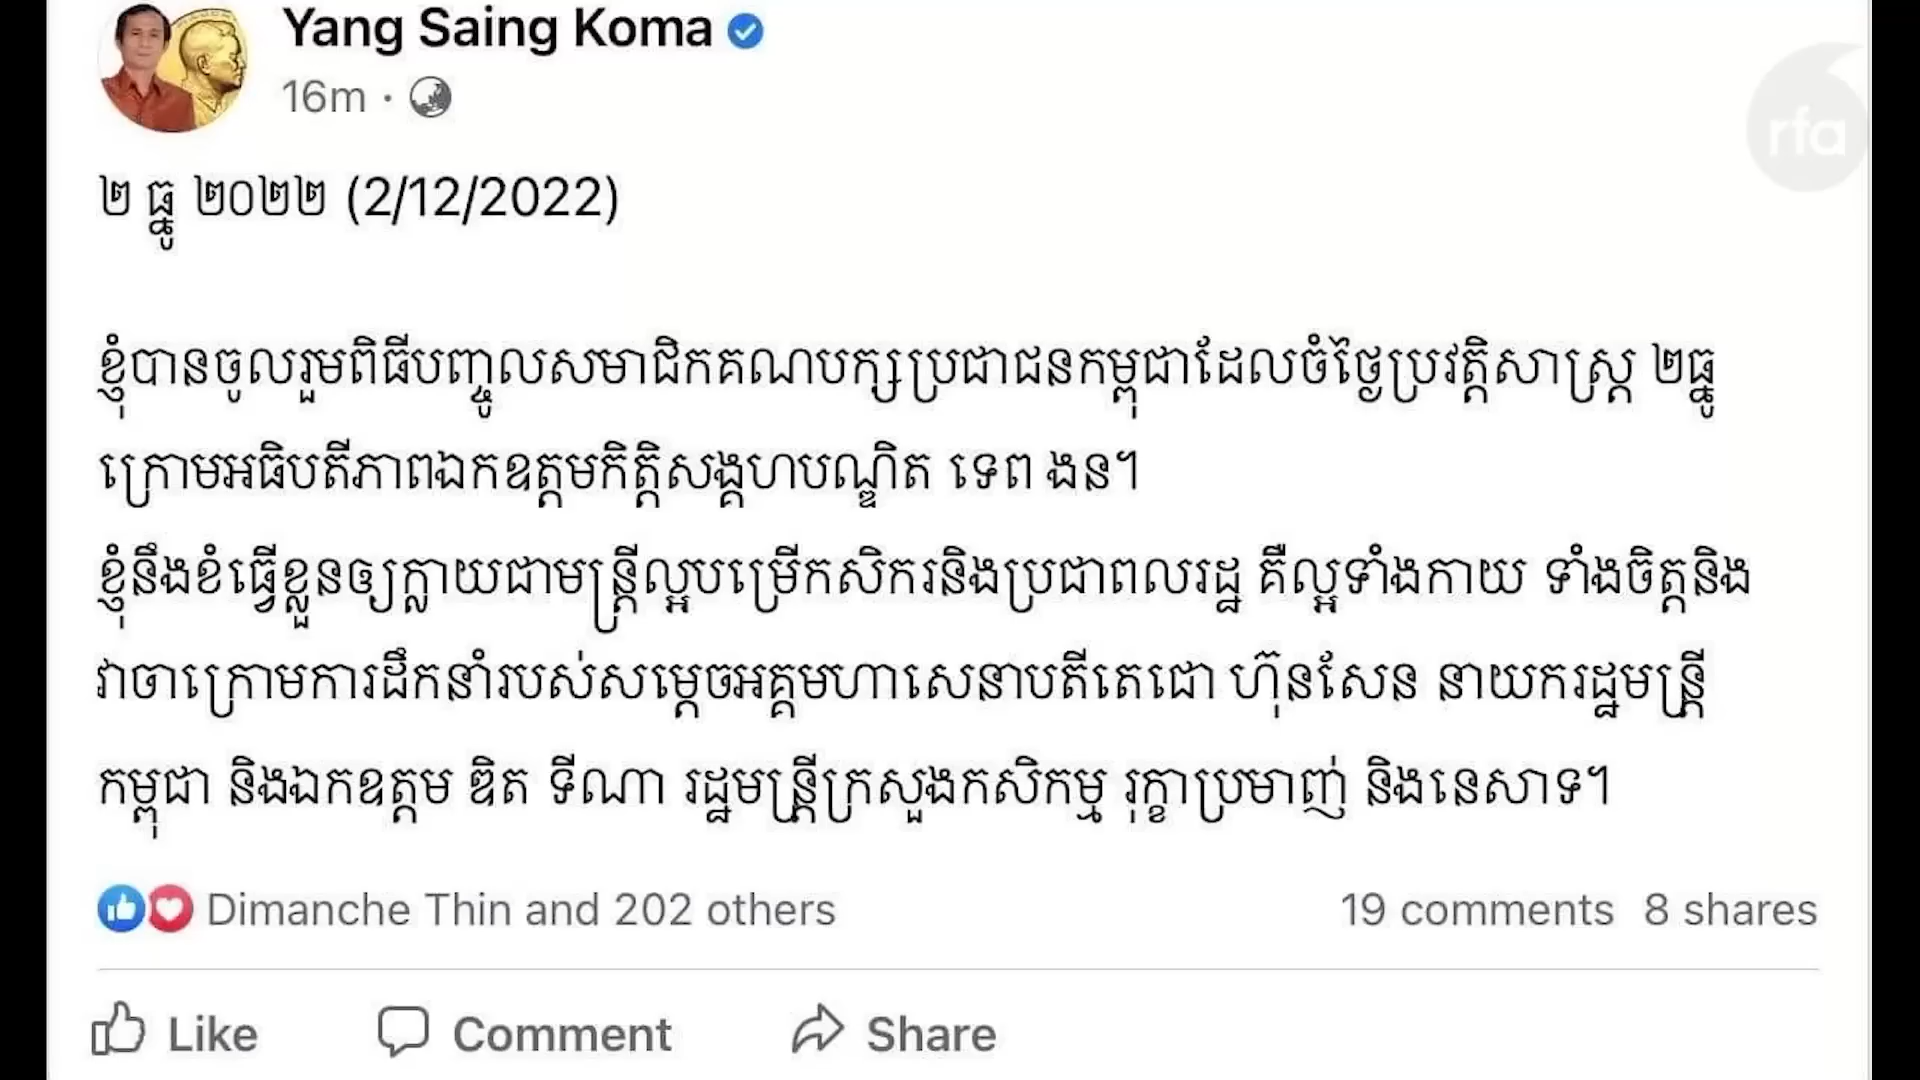 Yang Saing Koma
16m ·
rfa
២ ធ្នូ ២០២២ (2/12/2022)
ខ្ញុំបានចូលរួមពិធីបញ្ចូលសមាជិកគណបក្សប្រជាជនកម្ពុជាដែលចំថ្ងៃប្រវត្តិសាស្ត្រ ២ធ្នូ
ក្រោមអធិបតីភាពឯកឧត្តមកិត្តិសង្គហបណ្ឌិត ទេព ងន។
ខ្ញុំនឹងខំធ្វើខ្លួនឲ្យក្លាយជាមន្ត្រីល្អបម្រើកសិករនិងប្រជាពលរដ្ឋ គឺល្អទាំងកាយ ទាំងចិត្តនិង
វាចាក្រោមការដឹកនាំរបស់សម្តេចអគ្គមហាសេនាបតីតេជោ ហ៊ុនសែន នាយករដ្ឋមន្ត្រី
កម្ពុជា និងឯកឧត្តម ឌិត ទីណា រដ្ឋមន្ត្រីក្រសួងកសិកម្ម រុក្ខាប្រមាញ់ និងនេសាទ។
Dimanche Thin and 202 others 19 comments 8 shares
Like Comment Share